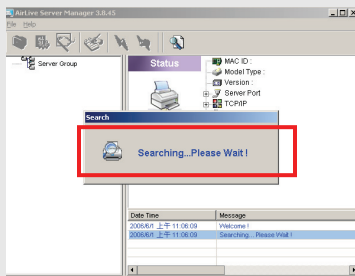 AirLive Server Manager 3.8.45
File Help
Server Group
Status
MAC ID :
Model Type :
Version :
Server Port
TCP/IP
Search
Searching...Please Wait !
Date Time Message
2006/6/1 上午 11:06:09 Welcome !
2006/6/1 上午 11:06:09 Searching... Please Wait !